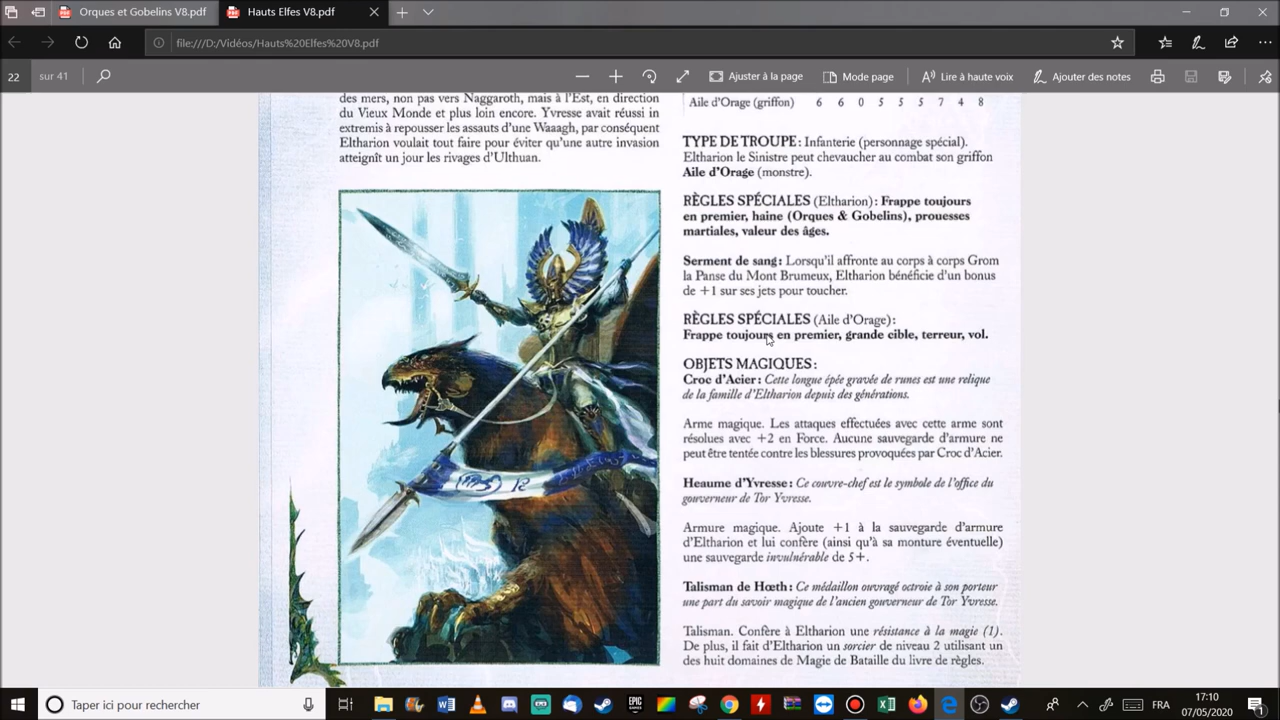 Orques et Gobelins V8.pdf
Hauts Elfes V8.pdf
file:///D:/Vidéos/Hauts%20Elfes%20V8.pdf
22 sur 41
Ajuster à la page
Mode page
Lire à haute voix
Ajouter des notes
des mers, non pas vers Naggaroth, mais à l'Est, en direction
du Vieux Monde et plus loin encore. Yvresse avait réussi in
extremis à repousser les assauts d'une Waaagh, par conséquent
Eltharion voulait tout faire pour éviter qu'une autre invasion
atteignît un jour les rivages d'Ulthuan.
Aile d'Orage (griffon) 6 6 0 5 5 5 7 4 8
TYPE DE TROUPE : Infanterie (personnage spécial).
Eltharion le Sinistre peut chevaucher au combat son griffon
Aile d'Orage (monstre).
RÈGLES SPÉCIALES (Eltharion) : Frappe toujours
en premier, haine (Orques & Gobelins), prouesses
martiales, valeur des âges.
Serment de sang : Lorsqu'il affronte au corps à corps Grom
la Panse du Mont Brumeux, Eltharion bénéficie d'un bonus
de +1 sur ses jets pour toucher.
RÈGLES SPÉCIALES (Aile d'Orage) :
Frappe toujours en premier, grande cible, terreur, vol.
OBJETS MAGIQUES :
Croc d'Acier : Cette longue épée gravée de runes est une relique
de la famille d'Eltharion depuis des générations.
Arme magique. Les attaques effectuées avec cette arme sont
résolues avec +2 en Force. Aucune sauvegarde d'armure ne
peut être tentée contre les blessures provoquées par Croc d'Acier.
Heaume d'Yvresse : Ce couvre-chef est le symbole de l'office du
gouverneur de Tor Yvresse.
Armure magique. Ajoute +1 à la sauvegarde d'armure
d'Eltharion et lui confère (ainsi qu'à sa monture éventuelle)
une sauvegarde invulnérable de 5+.
Talisman de Hœth : Ce médaillon ouvragé octroie à son porteur
une part du savoir magique de l'ancien gouverneur de Tor Yvresse.
Talisman. Confère à Eltharion une résistance à la magie (1).
De plus, il fait d'Eltharion un sorcier de niveau 2 utilisant un
des huit domaines de Magie de Bataille du livre de règles.
Taper ici pour rechercher
EPIC
GAMES
FRA
17:10
07/05/2020
1